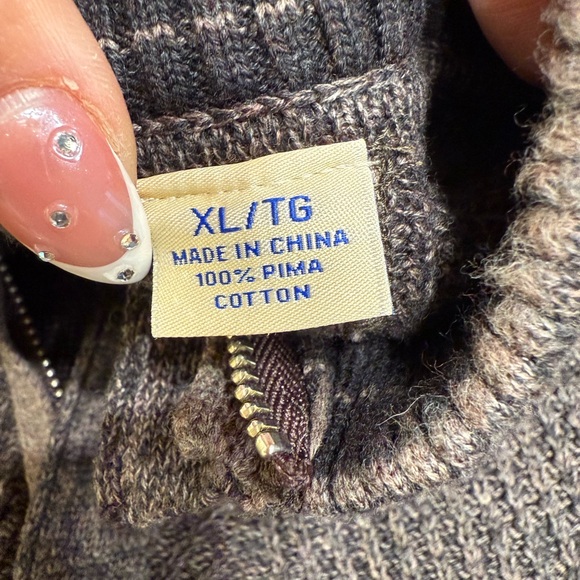 XL/TG
MADE IN CHINA
100% PIMA
COTTON